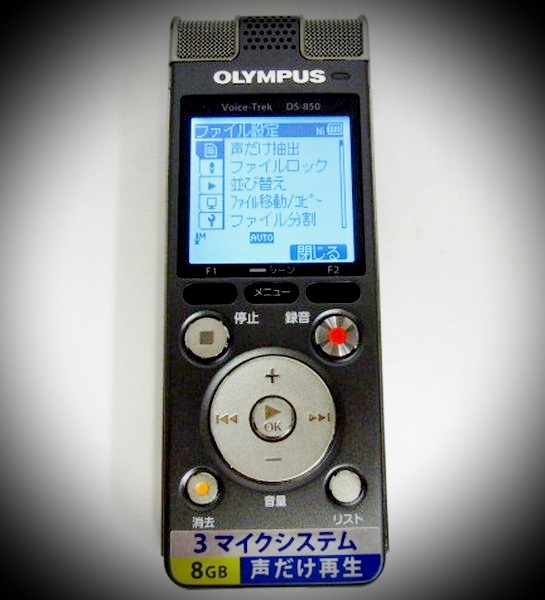 OLYMPUS
Voice-Trek DS-850
ファイル設定 Ni
声だけ抽出
ファイルロック
並び替え
ﾌｧｲﾙ移動/ｺﾋﾟｰ
ファイル分割
M AUTO
閉じる
F1 シーン F2
メニュー
停止 録音
+
OK
−
音量
消去 リスト
3 マイクシステム
8GB 声だけ再生